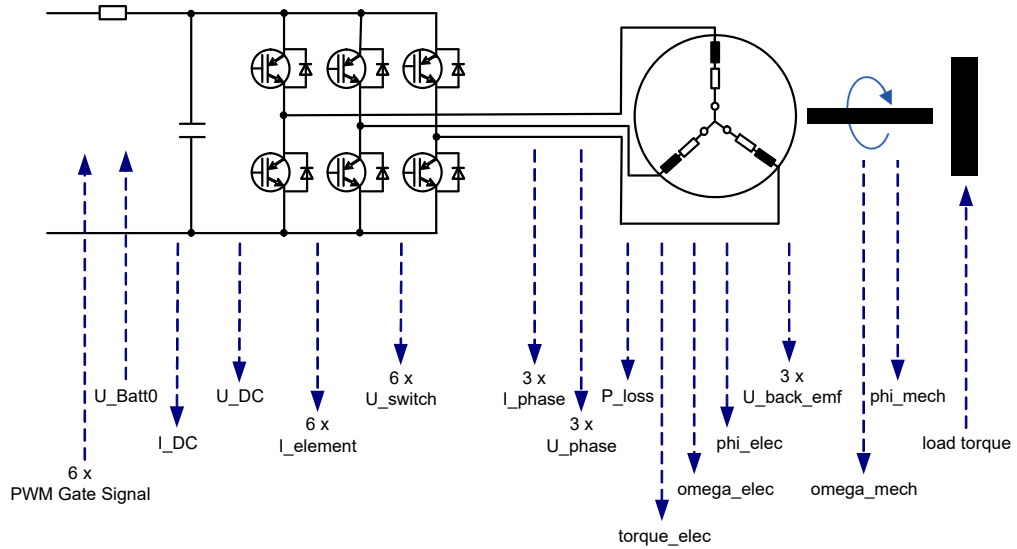 U_Batt0
U_DC
6 x
U_switch
3 x
I_phase
P_loss
3 x
U_back_emf
phi_mech
I_DC
6 x
I_element
3 x
U_phase
phi_elec
load torque
6 x
PWM Gate Signal
omega_elec
omega_mech
torque_elec